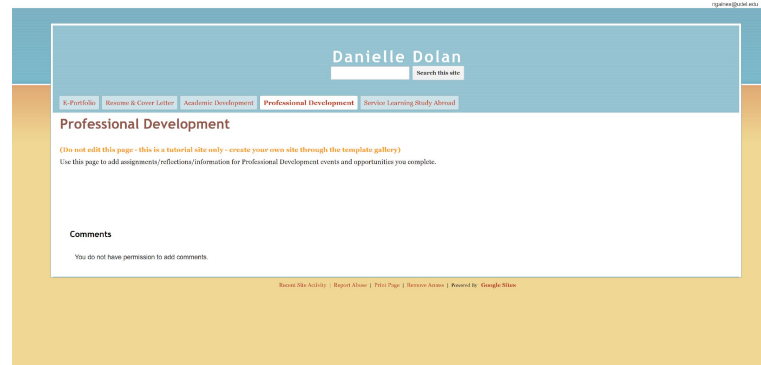 ngaines@udel.edu
Danielle Dolan
Search this site
E-Portfolio Resume & Cover Letter Academic Development Professional Development Service Learning Study Abroad
Professional Development
(Do not edit this page - this is a tutorial site only - create your own site through the template gallery)
Use this page to add assignments/reflections/information for Professional Development events and opportunities you complete.
Comments
You do not have permission to add comments.
Recent Site Activity | Report Abuse | Print Page | Remove Access | Powered By Google Sites